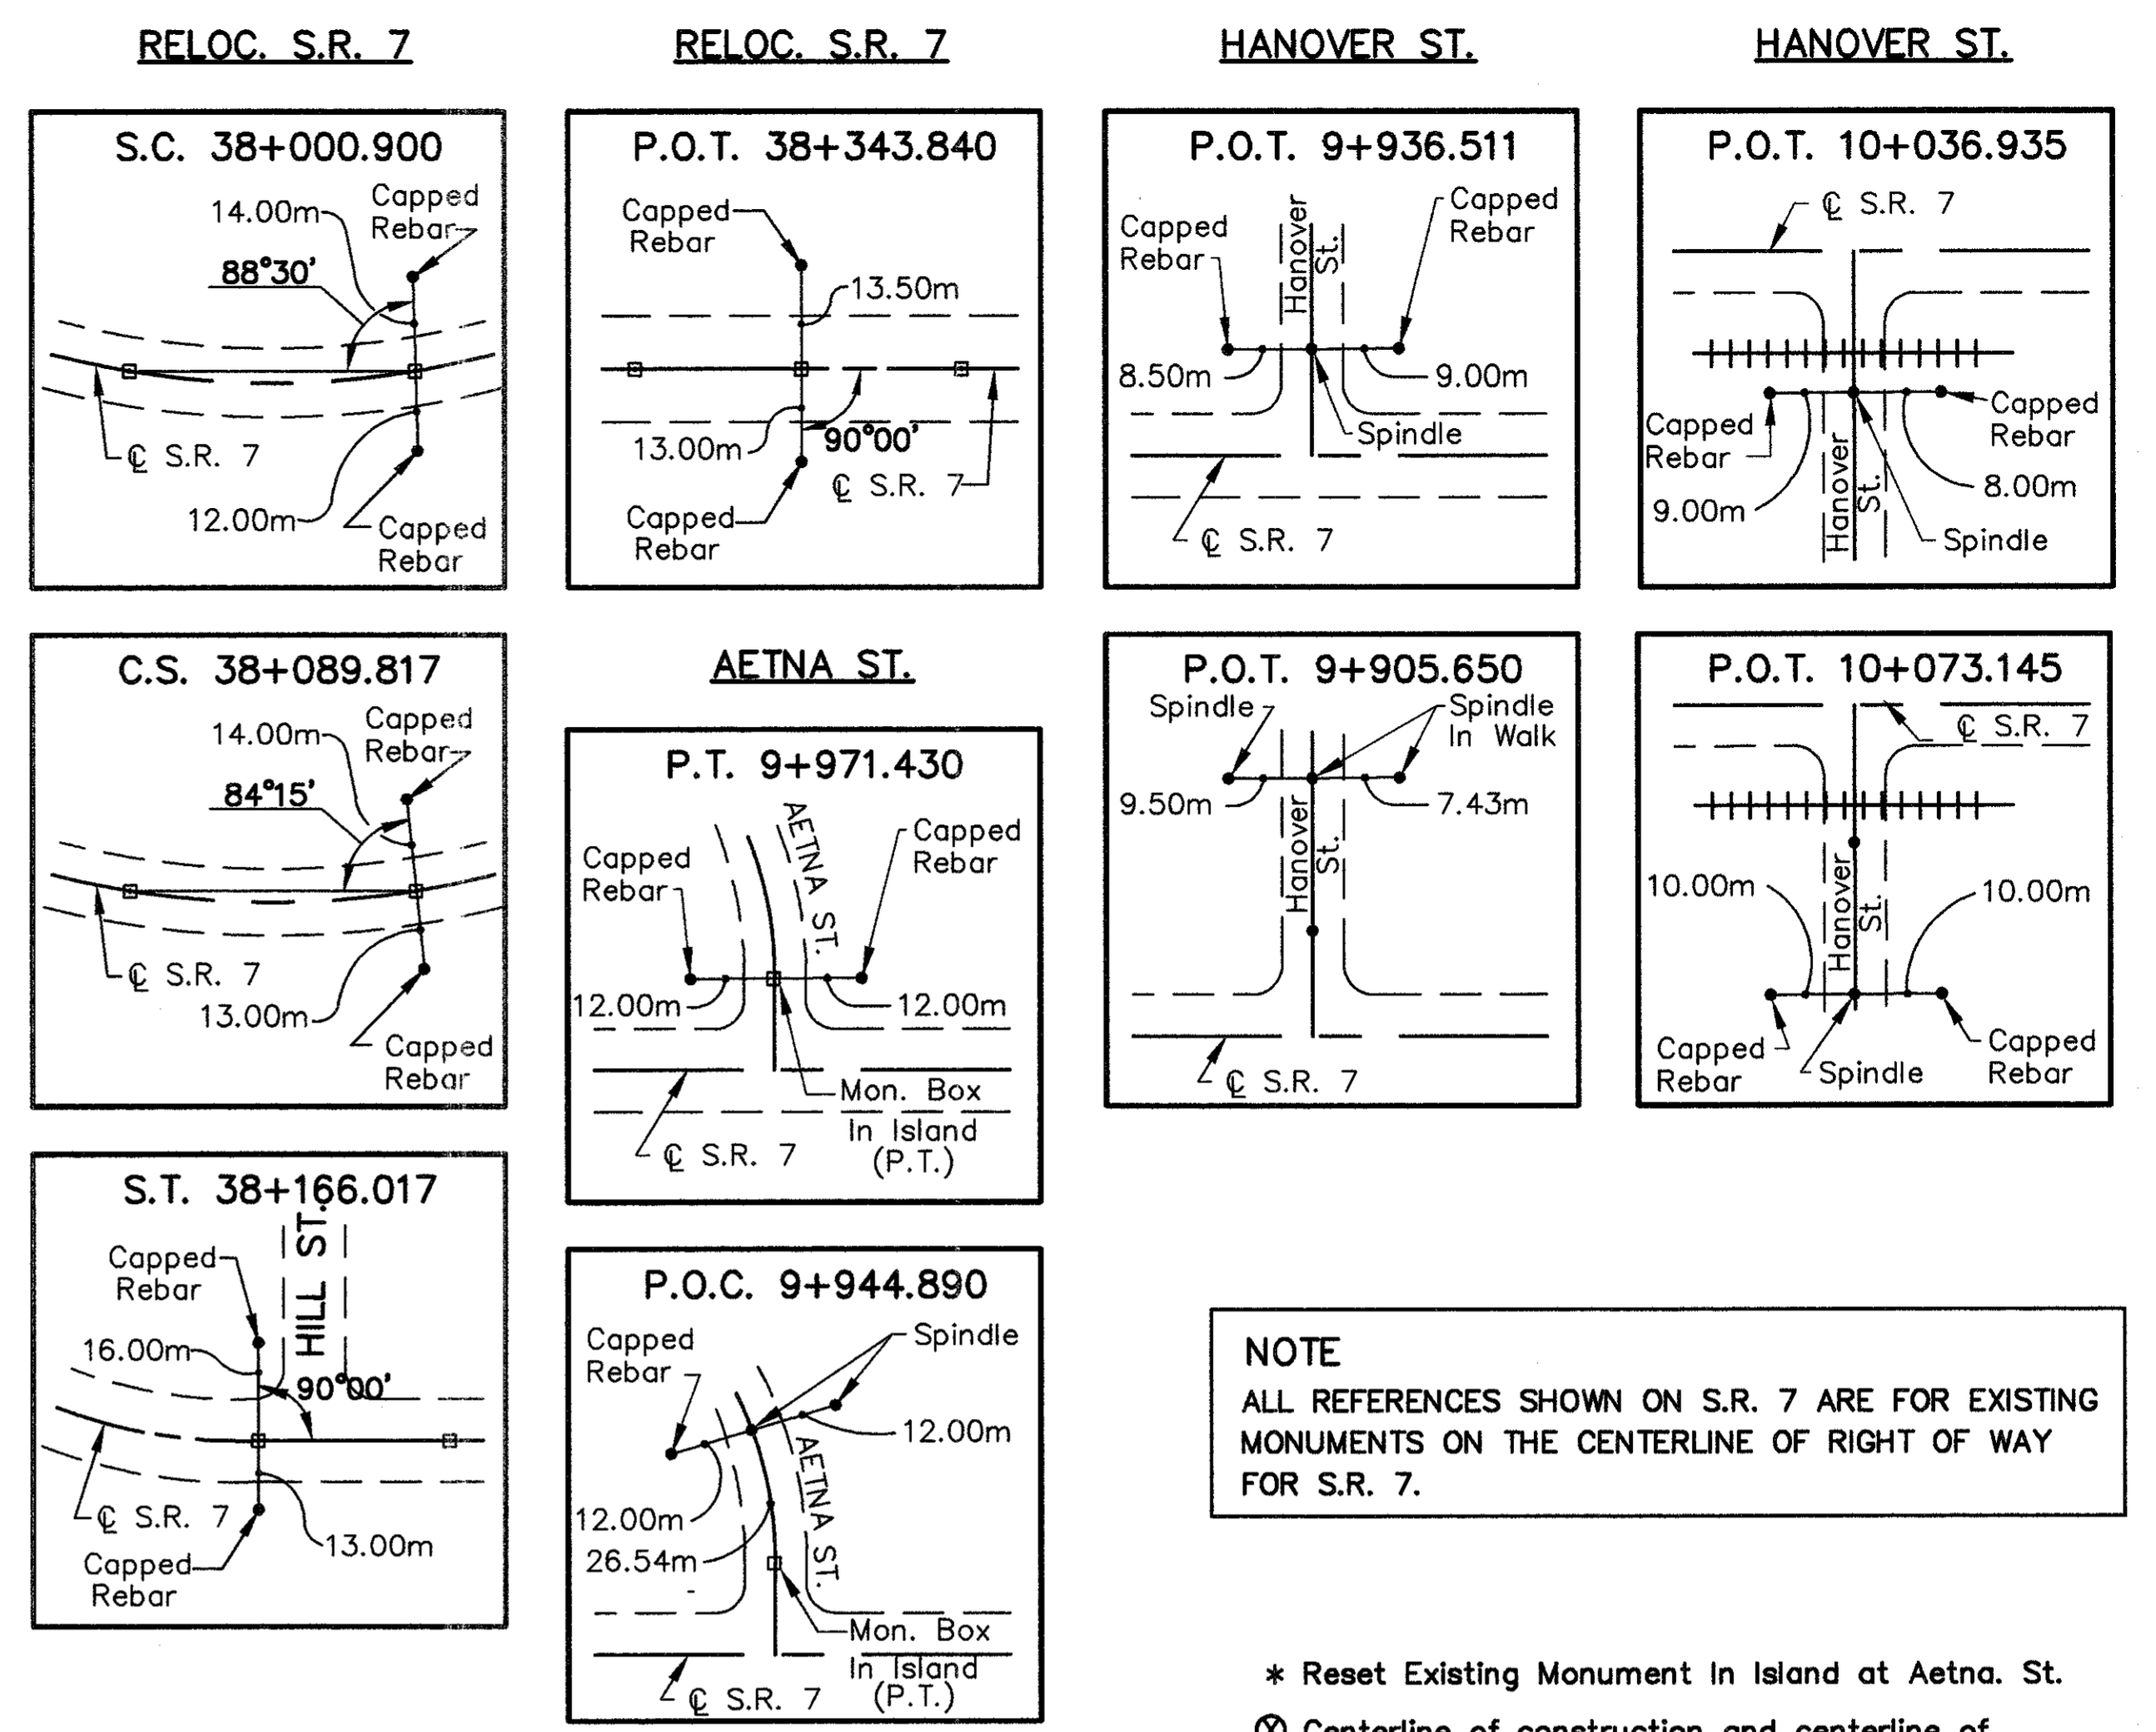 RELOC. S.R. 7
S.C. 38+000.900
Capped
Rebar
14.00m
88°30'
℄ S.R. 7
12.00m
Capped
Rebar
C.S. 38+089.817
Capped
Rebar
14.00m
84°15'
℄ S.R. 7
13.00m
Capped
Rebar
S.T. 38+166.017
HILL ST.
Capped
Rebar
16.00m
90°00'
℄ S.R. 7
13.00m
Capped
Rebar
RELOC. S.R. 7
P.O.T. 38+343.840
Capped
Rebar
13.50m
13.00m
90°00'
℄ S.R. 7
Capped
Rebar
AETNA ST.
P.T. 9+971.430
AETNA ST.
Capped
Rebar
Capped
Rebar
12.00m
12.00m
Mon. Box
In Island
(P.T.)
℄ S.R. 7
P.O.C. 9+944.890
Capped
Rebar
Spindle
12.00m
AETNA ST.
12.00m
26.54m
Mon. Box
In Island
(P.T.)
℄ S.R. 7
HANOVER ST.
P.O.T. 9+936.511
Hanover
St.
Capped
Rebar
Capped
Rebar
8.50m
9.00m
Spindle
℄ S.R. 7
P.O.T. 9+905.650
Spindle
Spindle
In Walk
9.50m
7.43m
Hanover
St.
℄ S.R. 7
HANOVER ST.
P.O.T. 10+036.935
℄ S.R. 7
Capped
Rebar
Capped
Rebar
9.00m
Hanover
St.
8.00m
Spindle
P.O.T. 10+073.145
℄ S.R. 7
10.00m
Hanover
St.
10.00m
Capped
Rebar
Spindle
Capped
Rebar
NOTE
ALL REFERENCES SHOWN ON S.R. 7 ARE FOR EXISTING
MONUMENTS ON THE CENTERLINE OF RIGHT OF WAY
FOR S.R. 7.
* Reset Existing Monument In Island at Aetna. St.
Ⓧ Centerline of construction and centerline of